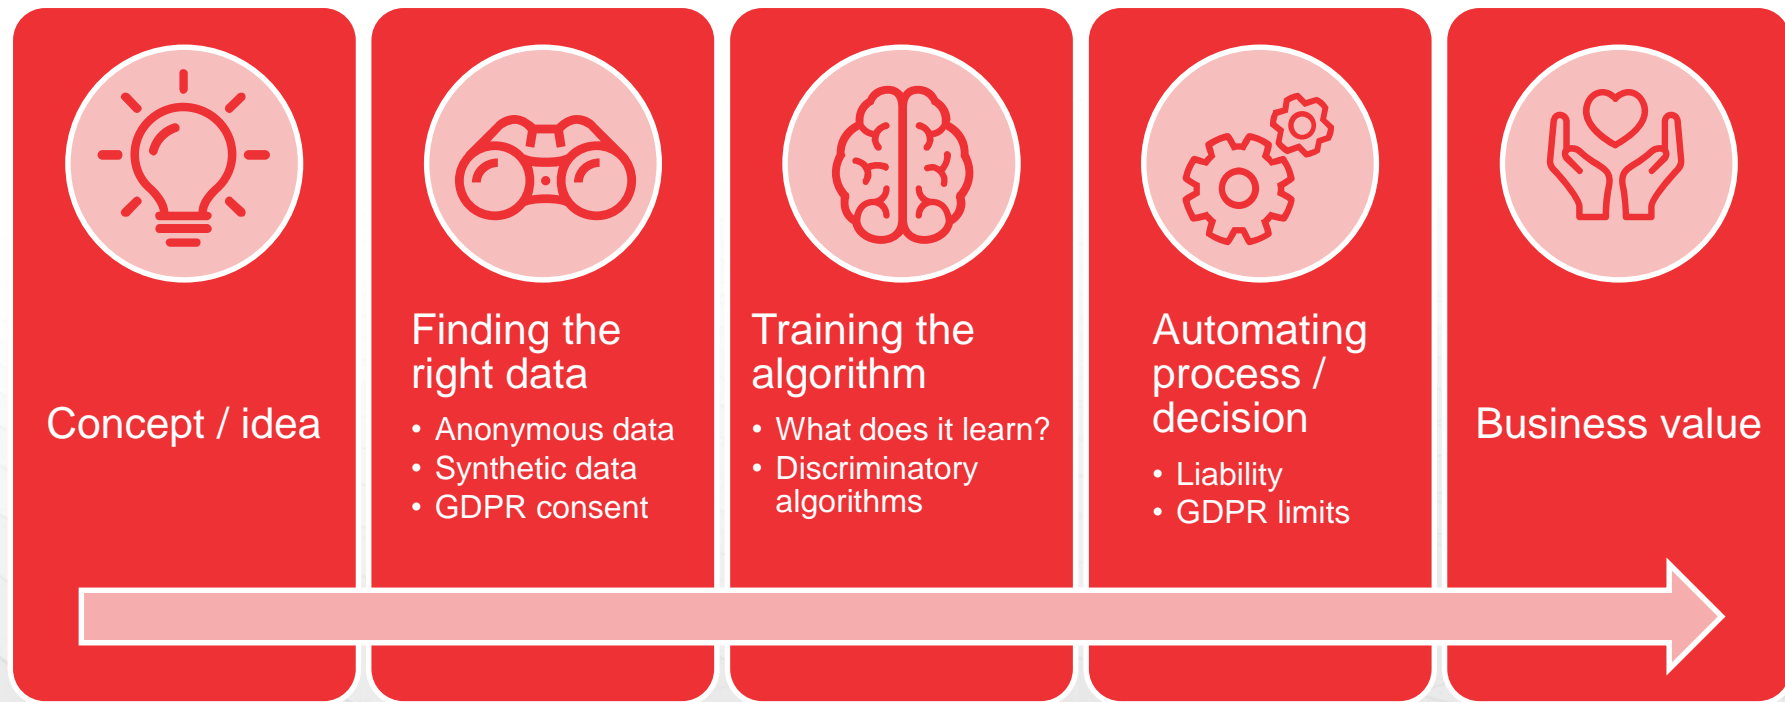 Concept / idea
Finding the
right data
• Anonymous data
• Synthetic data
• GDPR consent
Training the
algorithm
• What does it learn?
• Discriminatory
algorithms
Automating
process /
decision
• Liability
• GDPR limits
Business value